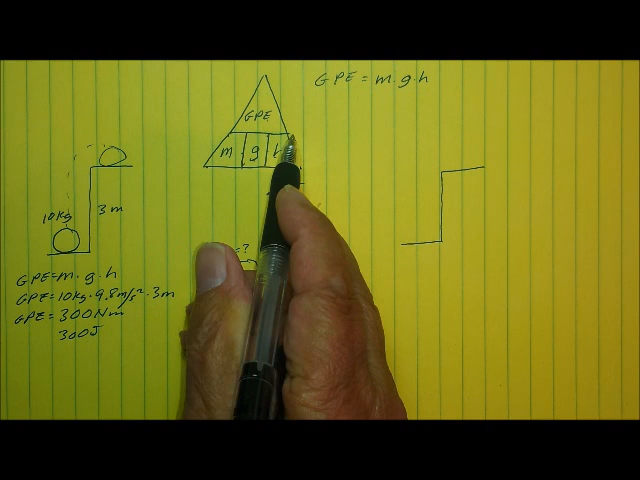 GPE = m·g·h
GPE
m g h
10kg
3m
=?
GPE=m·g·h
GPE=10kg·9.8m/s²·3m
GPE=300Nm
300J